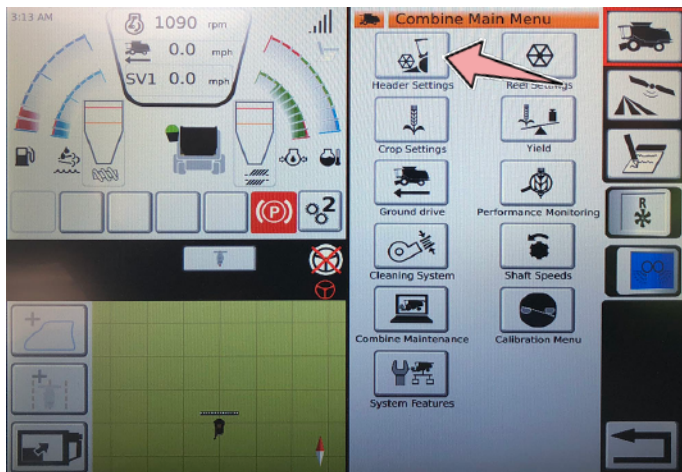 3:13 AM
1090 rpm
0.0 mph
SV1 0.0 mph
(P)
2
Combine Main Menu
Header Settings
Reel Settings
Crop Settings
Yield
Ground drive
Performance Monitoring
Cleaning System
Shaft Speeds
Combine Maintenance
Calibration Menu
System Features
R